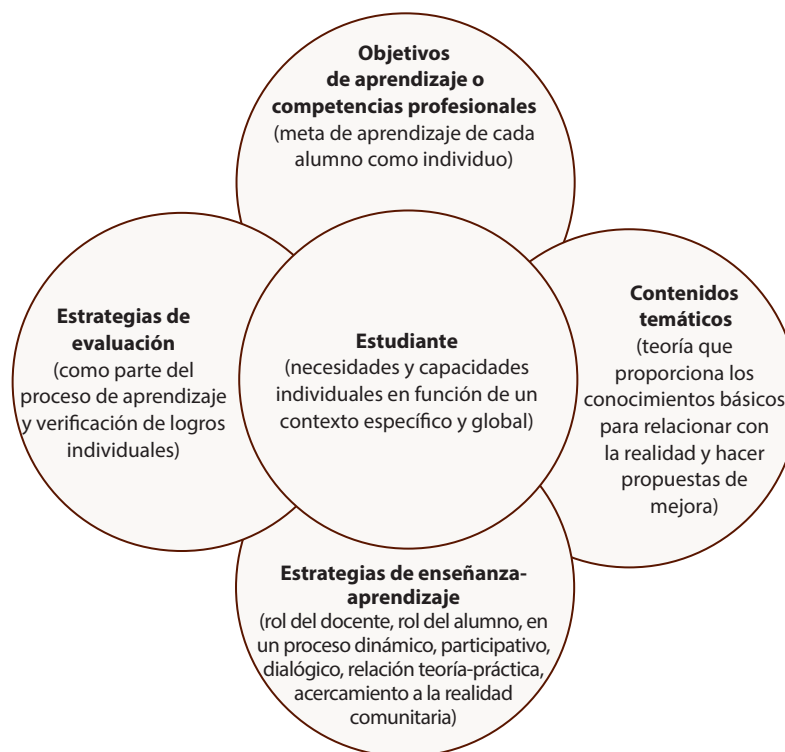 Objetivos
de aprendizaje o
competencias profesionales
(meta de aprendizaje de cada
alumno como individuo)
Estrategias de
evaluación
(como parte del
proceso de aprendizaje
y verificación de logros
individuales)
Estudiante
(necesidades y capacidades
individuales en función de un
contexto específico y global)
Contenidos
temáticos
(teoría que
proporciona los
conocimientos básicos
para relacionar con
la realidad y hacer
propuestas de
mejora)
Estrategias de enseñanza-
aprendizaje
(rol del docente, rol del alumno, en
un proceso dinámico, participativo,
dialógico, relación teoría-práctica,
acercamiento a la realidad
comunitaria)